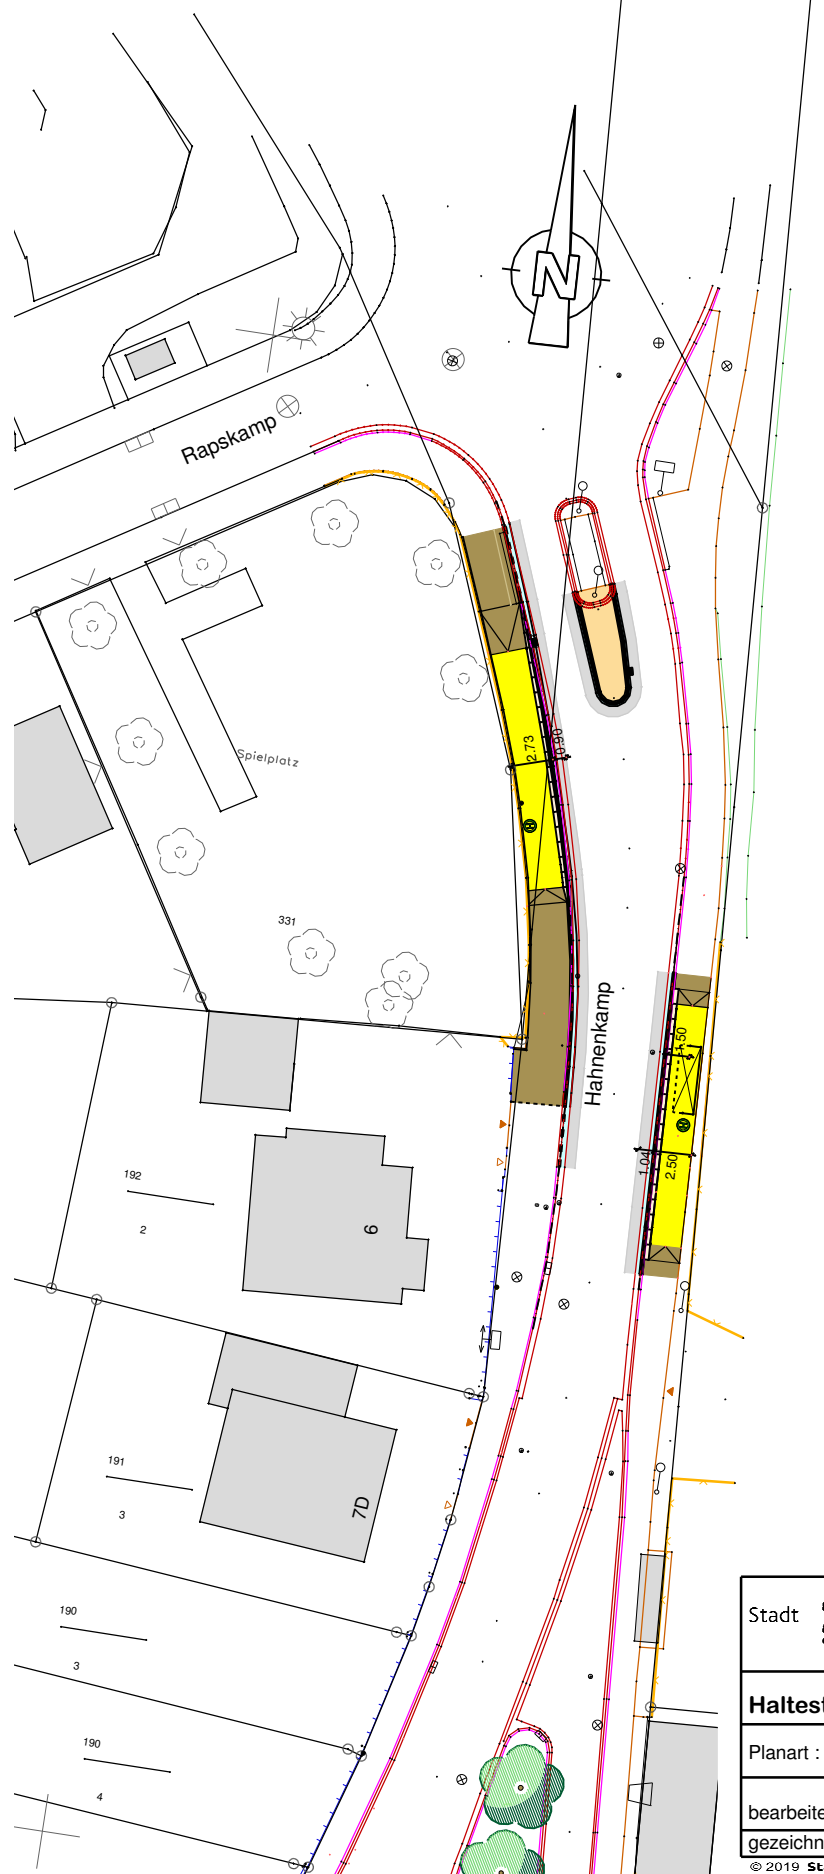 N
Rapskamp
Spielplatz
2.73
0.90
H
331
Hahnenkamp
1.50
H
1.04
2.50
192
2
6
191
3
7D
190
3
190
4
Stadt
Haltest
Planart :
bearbeite
gezeichn
© 2019 St